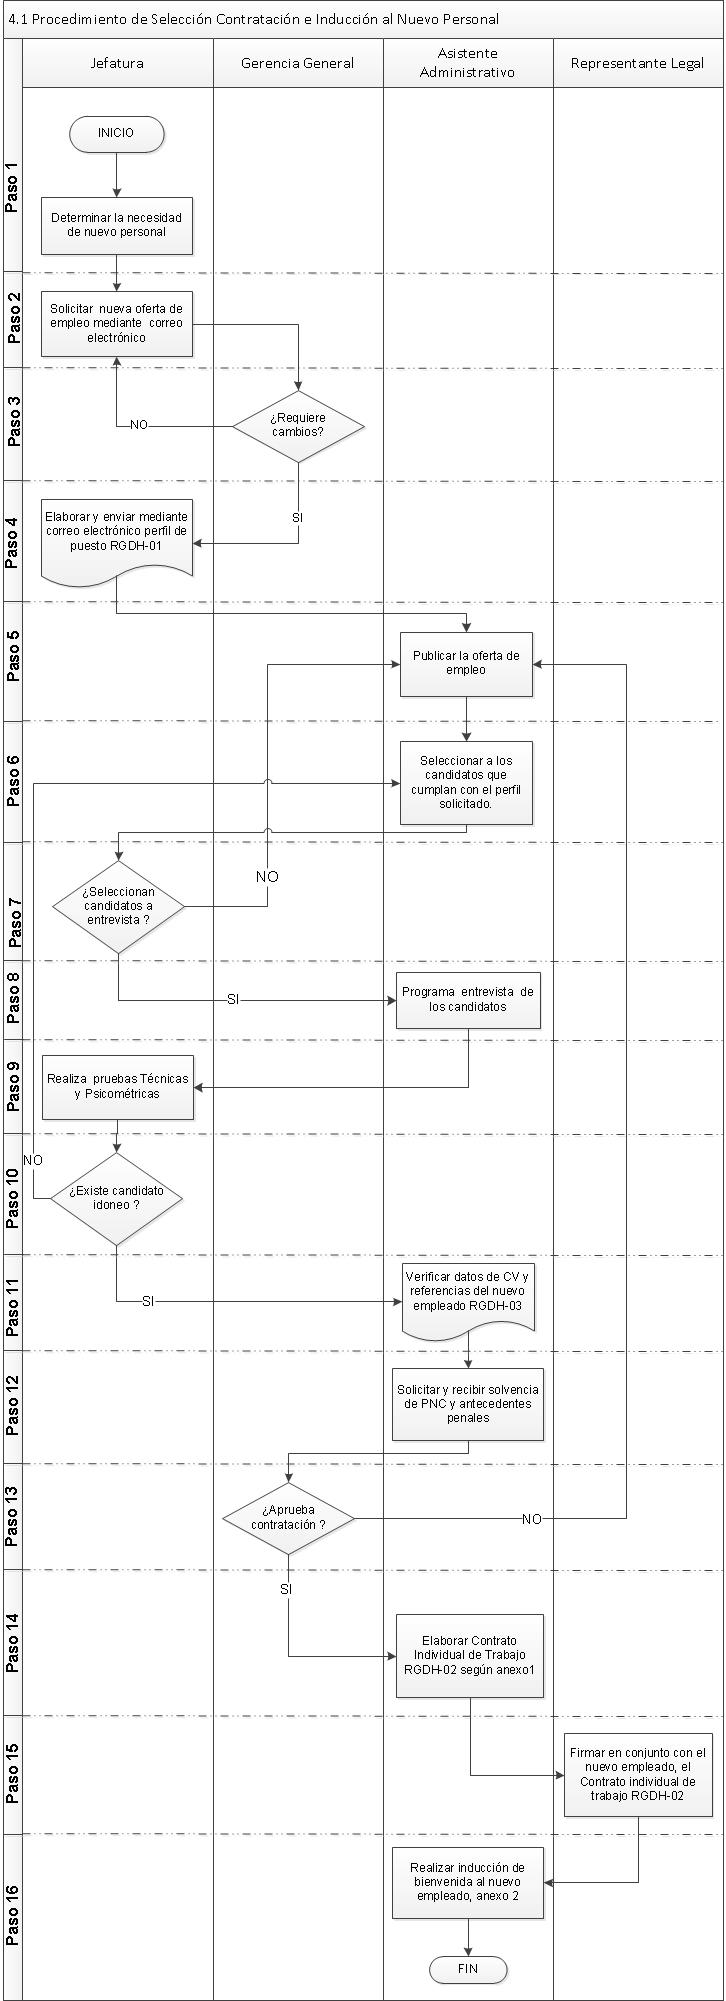 4.1 Procedimiento de Selección Contratación e Inducción al Nuevo Personal
Jefatura
Gerencia General
Asistente
Administrativo
Representante Legal
Paso 1
INICIO
Determinar la necesidad
de nuevo personal
Paso 2
Solicitar nueva oferta de
empleo mediante correo
electrónico
Paso 3
¿Requiere
cambios?
NO
SI
Paso 4
Elaborar y enviar mediante
correo electrónico perfil de
puesto RGDH-01
Paso 5
Publicar la oferta de
empleo
Paso 6
Seleccionar a los
candidatos que
cumplan con el perfil
solicitado.
Paso 7
¿Seleccionan
candidatos a
entrevista ?
NO
SI
Paso 8
Programa entrevista de
los candidatos
Paso 9
Realiza pruebas Técnicas
y Psicométricas
Paso 10
¿Existe candidato
idoneo ?
NO
SI
Paso 11
Verificar datos de CV y
referencias del nuevo
empleado RGDH-03
Paso 12
Solicitar y recibir solvencia
de PNC y antecedentes
penales
Paso 13
¿Aprueba
contratación ?
NO
SI
Paso 14
Elaborar Contrato
Individual de Trabajo
RGDH-02 según anexo1
Paso 15
Firmar en conjunto con el
nuevo empleado, el
Contrato individual de
trabajo RGDH-02
Paso 16
Realizar inducción de
bienvenida al nuevo
empleado, anexo 2
FIN